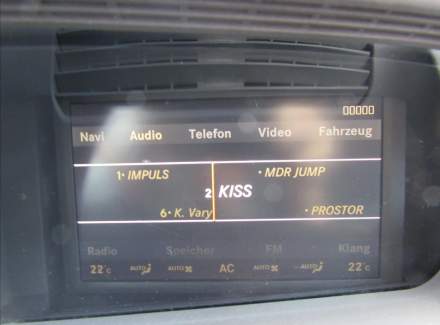 Navi Audio Telefon Video Fahrzeug
1• IMPULS • MDR JUMP
2 KISS
6• K. Vary • PROSTOR
Radio Speicher FM Klang
22°C AUTO AUTO AC AUTO AUTO 22°C